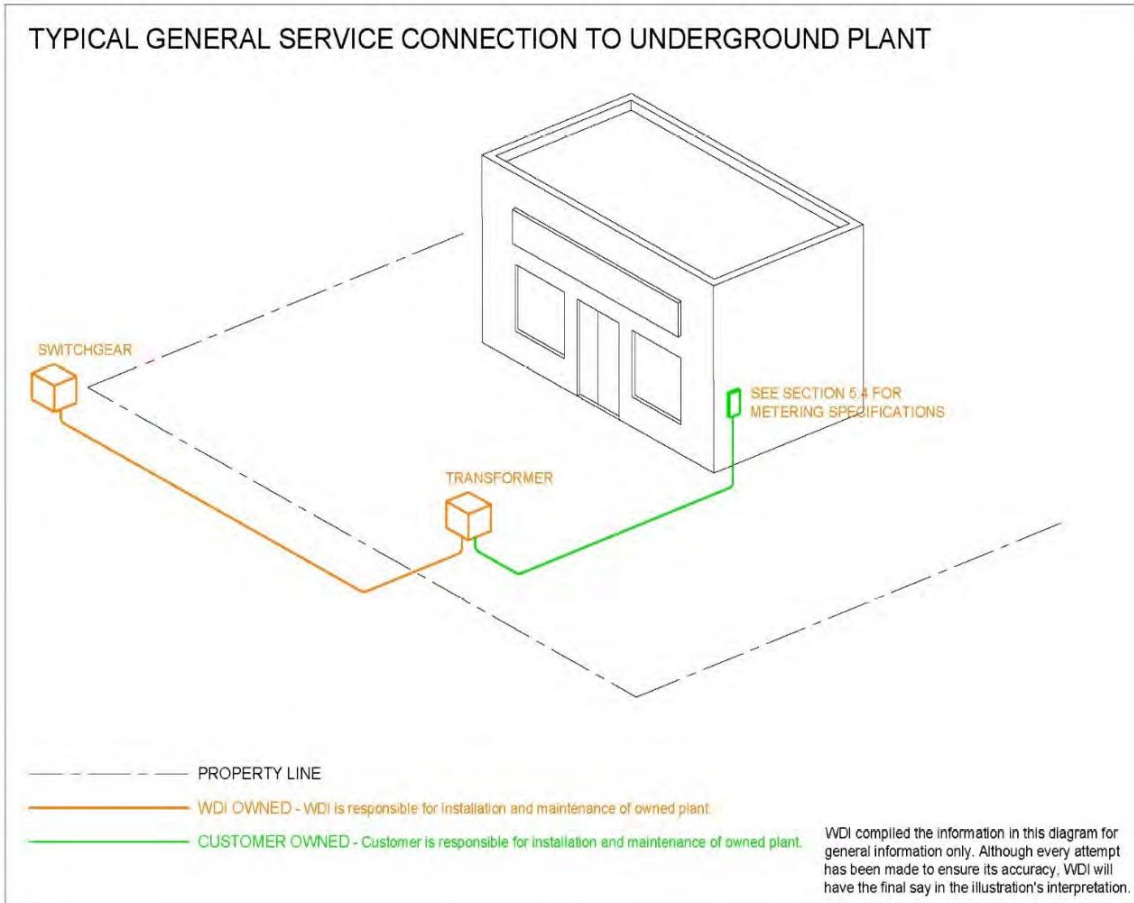 TYPICAL GENERAL SERVICE CONNECTION TO UNDERGROUND PLANT
SWITCHGEAR
SEE SECTION 5.4 FOR
METERING SPECIFICATIONS
TRANSFORMER
PROPERTY LINE
WDI OWNED - WDI is responsible for installation and maintenance of owned plant
CUSTOMER OWNED - Customer is responsible for installation and maintenance of owned plant.
WDI compiled the information in this diagram for
general information only. Although every attempt
has been made to ensure its accuracy, WDI will
have the final say in the illustration's interpretation.